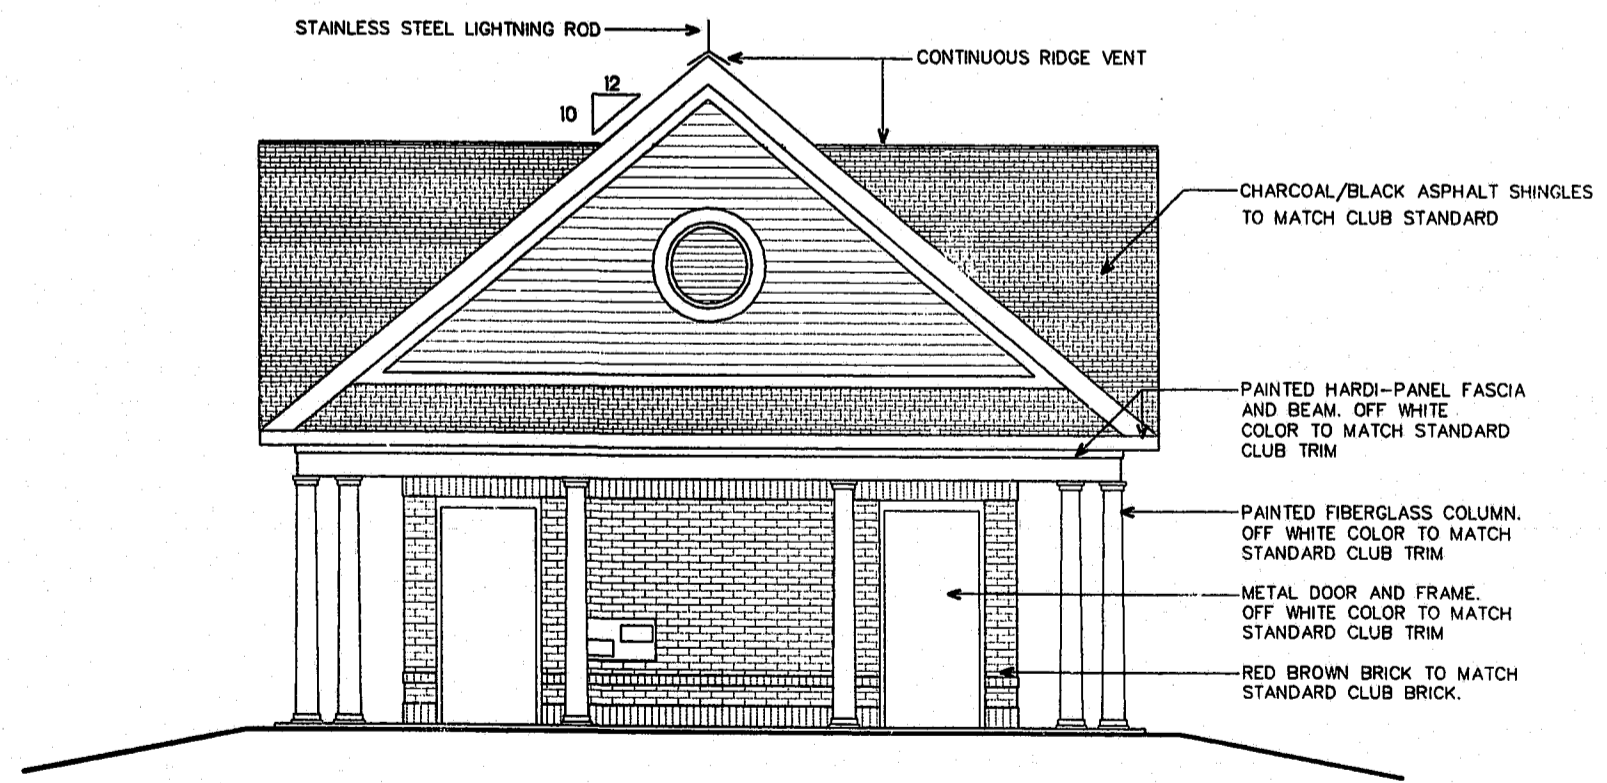 STAINLESS STEEL LIGHTNING ROD
CONTINUOUS RIDGE VENT
12
10
CHARCOAL/BLACK ASPHALT SHINGLES
TO MATCH CLUB STANDARD
PAINTED HARDI-PANEL FASCIA
AND BEAM. OFF WHITE
COLOR TO MATCH STANDARD
CLUB TRIM
PAINTED FIBERGLASS COLUMN.
OFF WHITE COLOR TO MATCH
STANDARD CLUB TRIM
METAL DOOR AND FRAME.
OFF WHITE COLOR TO MATCH
STANDARD CLUB TRIM
RED BROWN BRICK TO MATCH
STANDARD CLUB BRICK.